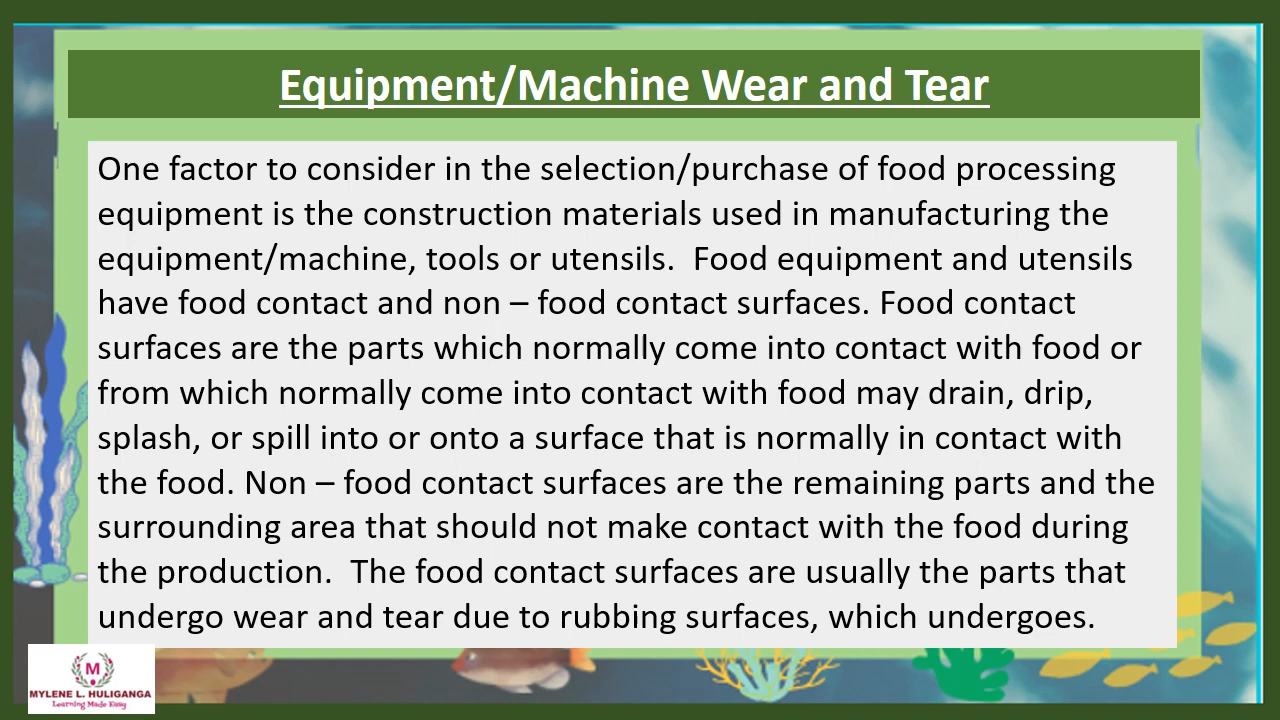 Equipment/Machine Wear and Tear
One factor to consider in the selection/purchase of food processing
equipment is the construction materials used in manufacturing the
equipment/machine, tools or utensils.  Food equipment and utensils
have food contact and non – food contact surfaces. Food contact
surfaces are the parts which normally come into contact with food or
from which normally come into contact with food may drain, drip,
splash, or spill into or onto a surface that is normally in contact with
the food. Non – food contact surfaces are the remaining parts and the
surrounding area that should not make contact with the food during
the production.  The food contact surfaces are usually the parts that
undergo wear and tear due to rubbing surfaces, which undergoes.
M
MYLENE L. HULIGANGA
Learning Made Easy